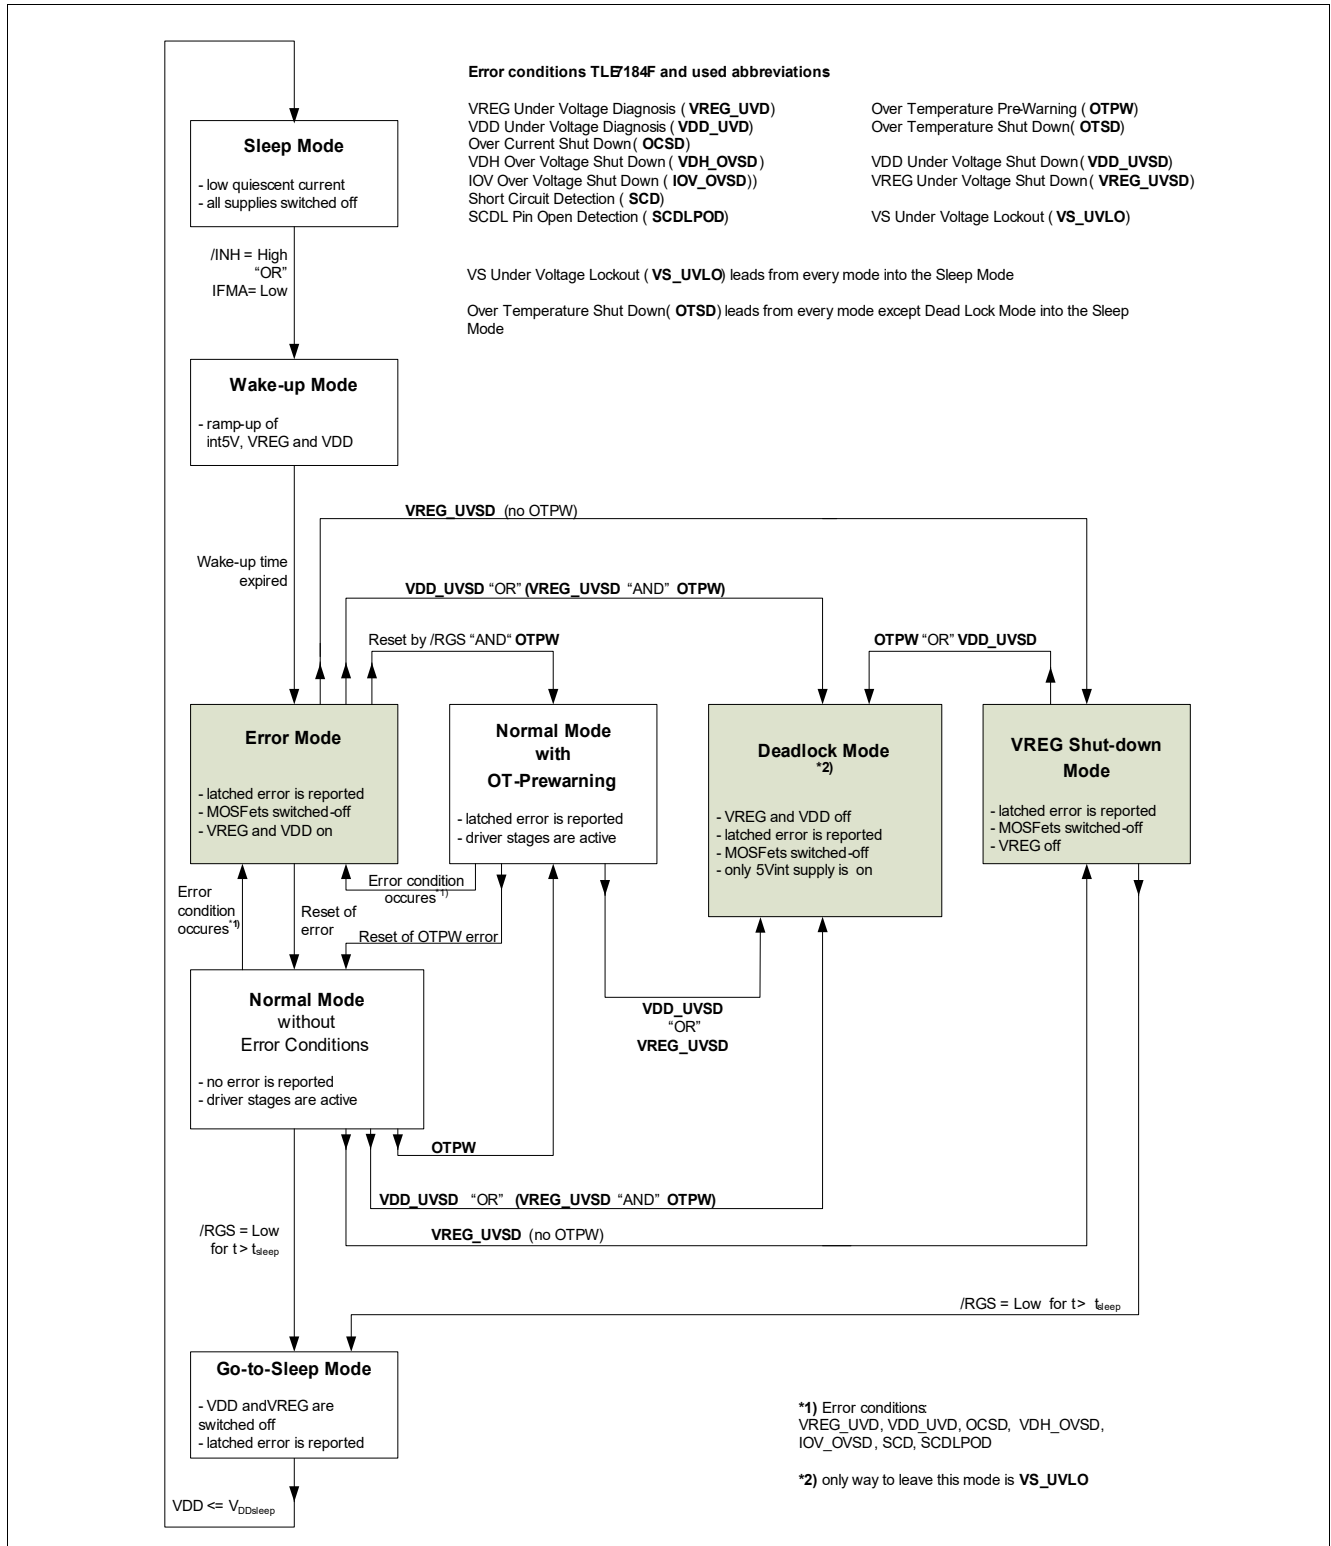 Error conditions TLE7184F and used abbreviations
VREG Under Voltage Diagnosis ( VREG_UVD)
VDD Under Voltage Diagnosis ( VDD_UVD)
Over Current Shut Down( OCSD)
VDH Over Voltage Shut Down ( VDH_OVSD)
IOV Over Voltage Shut Down ( IOV_OVSD))
Short Circuit Detection ( SCD)
SCDL Pin Open Detection ( SCDLPOD)
Over Temperature Pre-Warning ( OTPW)
Over Temperature Shut Down( OTSD)
VDD Under Voltage Shut Down( VDD_UVSD)
VREG Under Voltage Shut Down( VREG_UVSD)
VS Under Voltage Lockout ( VS_UVLO)
VS Under Voltage Lockout ( VS_UVLO) leads from every mode into the Sleep Mode
Over Temperature Shut Down( OTSD) leads from every mode except Dead Lock Mode into the Sleep
Mode
Sleep Mode
- low quiescent current
- all supplies switched off
/INH = High
“OR”
IFMA= Low
Wake-up Mode
- ramp-up of
int5V, VREG and VDD
Wake-up time
expired
VREG_UVSD (no OTPW)
VDD_UVSD “OR” (VREG_UVSD “AND” OTPW)
Reset by /RGS “AND“ OTPW
OTPW “OR” VDD_UVSD
Error Mode
- latched error is reported
- MOSFets switched-off
- VREG and VDD on
Normal Mode
with
OT-Prewarning
- latched error is reported
- driver stages are active
Deadlock Mode
*2)
- VREG and VDD off
- latched error is reported
- MOSFets switched-off
- only 5Vint supply is on
VREG Shut-down
Mode
- latched error is reported
- MOSFets switched-off
- VREG off
Error
condition
occures*1)
Reset of
error
Error condition
occures*1)
Reset of OTPW error
VDD_UVSD
“OR”
VREG_UVSD
Normal Mode
without
Error Conditions
- no error is reported
- driver stages are active
OTPW
VDD_UVSD “OR” (VREG_UVSD “AND” OTPW)
VREG_UVSD (no OTPW)
/RGS = Low
for t > tsleep
/RGS = Low for t > tsleep
Go-to-Sleep Mode
- VDD andVREG are
switched off
- latched error is reported
VDD <= VDDsleep
*1) Error conditions:
VREG_UVD, VDD_UVD, OCSD, VDH_OVSD,
IOV_OVSD, SCD, SCDLPOD
*2) only way to leave this mode is VS_UVLO